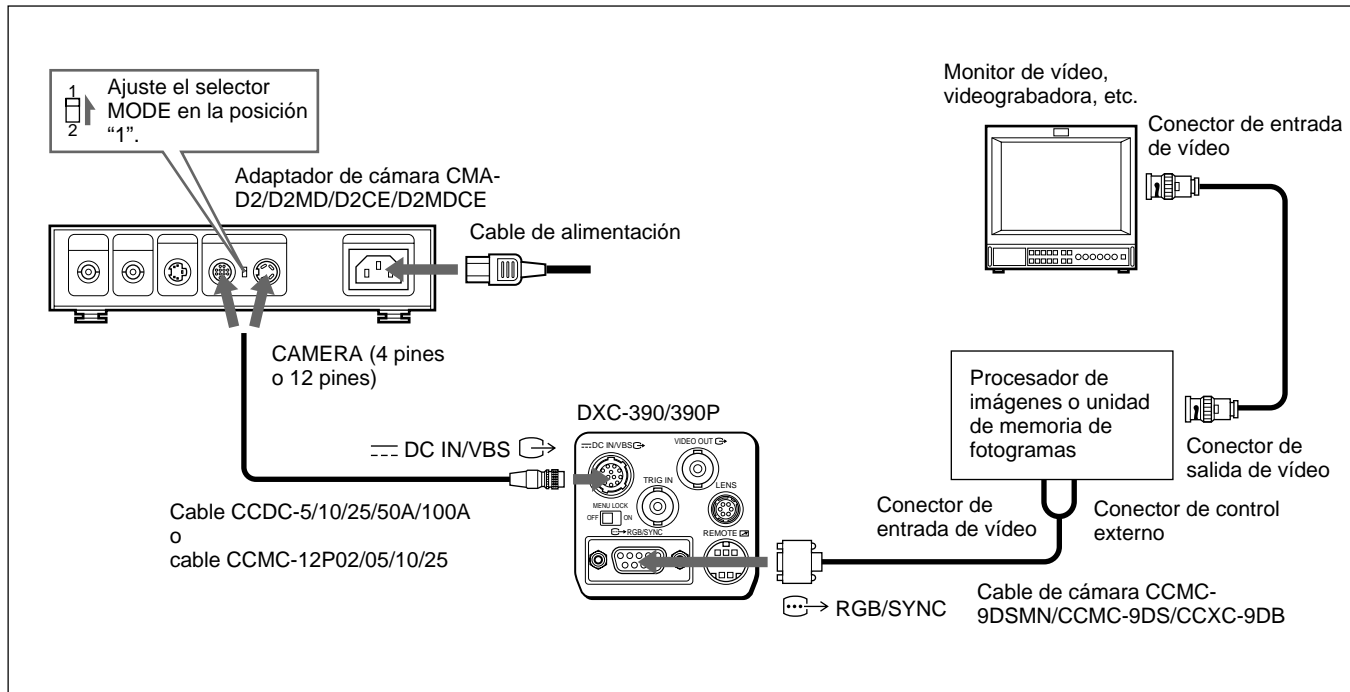 1
2
Ajuste el selector
MODE en la posición
“1”.
Adaptador de cámara CMA-
D2/D2MD/D2CE/D2MDCE
Cable de alimentación
CAMERA (4 pines
o 12 pines)
DC IN/VBS
Cable CCDC-5/10/25/50A/100A
o
cable CCMC-12P02/05/10/25
DXC-390/390P
DC IN/VBS
VIDEO OUT
TRIG IN
LENS
MENU LOCK
OFF ON
RGB/SYNC
REMOTE
RGB/SYNC
Monitor de vídeo,
videograbadora, etc.
Conector de entrada
de vídeo
Procesador de
imágenes o unidad
de memoria de
fotogramas
Conector de
salida de vídeo
Conector de
entrada de vídeo
Conector de control
externo
Cable de cámara CCMC-
9DSMN/CCMC-9DS/CCXC-9DB